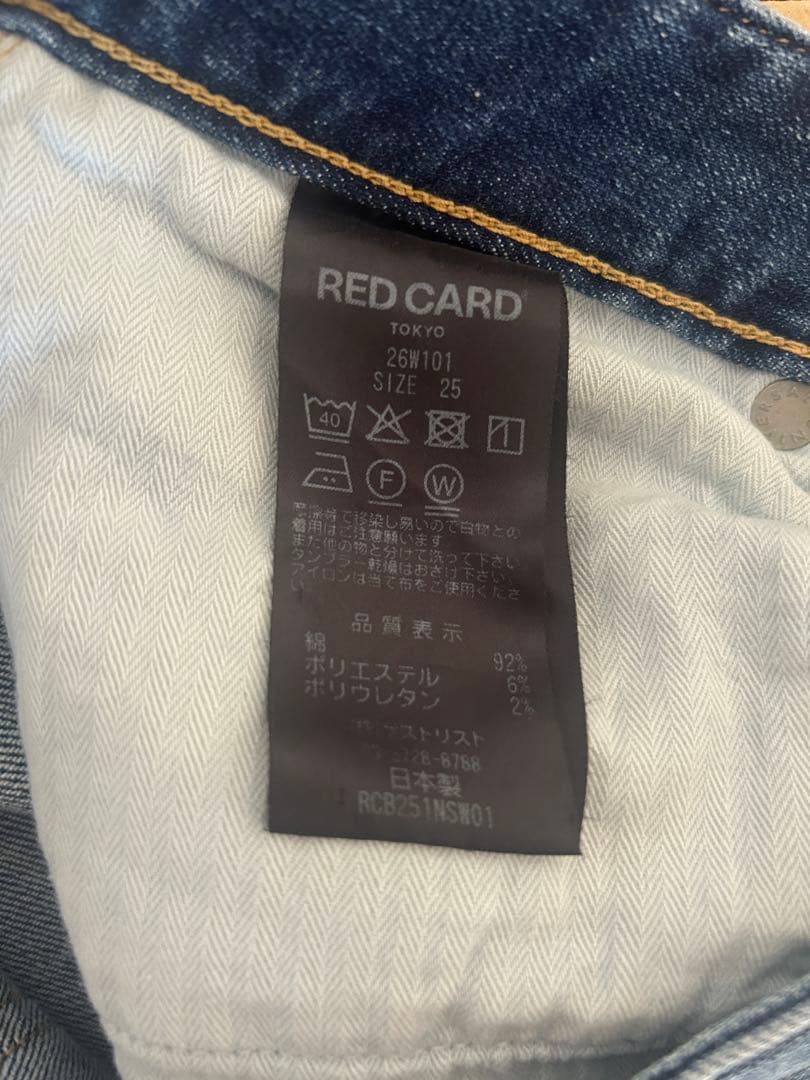 RED CARD
TOKYO
26W101
SIZE 25
40
F
W
等で移染し易いので白物との
着用はご注意願います。
また他の物と分けて洗って下さい
タンブラー乾燥はおさけ下さい。
アイロンは当て布をご使用くださ
い
品質表示
綿 92%
ポリエステル 6%
ポリウレタン 2%
ゲストリスト
日本製
RCB251NSW01